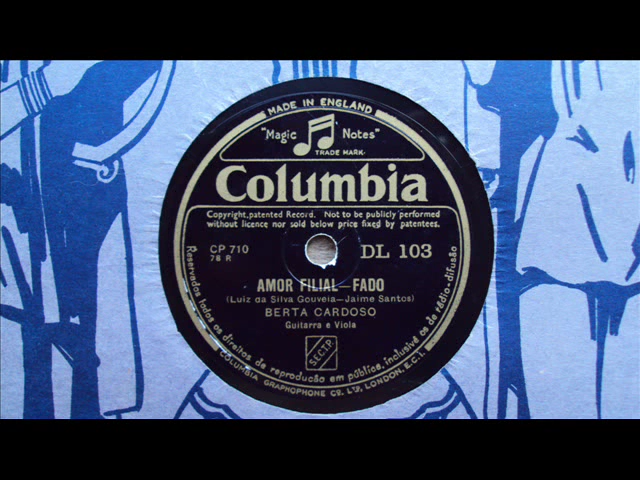 MADE IN ENGLAND
"Magic Notes"
TRADE MARK.
Columbia
Copyright, patented Record. Not to be publicly performed
without licence nor sold below price fixed by patentees.
CP 710
78 R
DL 103
AMOR FILIAL—FADO
(Luiz da Silva Gouveia—Jaime Santos)
BERTA CARDOSO
Guitarra e Viola
S.E.C.T.P.
Reservados todos os direitos de reprodução em público, inclusivé os de rádio-difusão
COLUMBIA GRAPHOPHONE CO. LTD, LONDON, E.C.1.